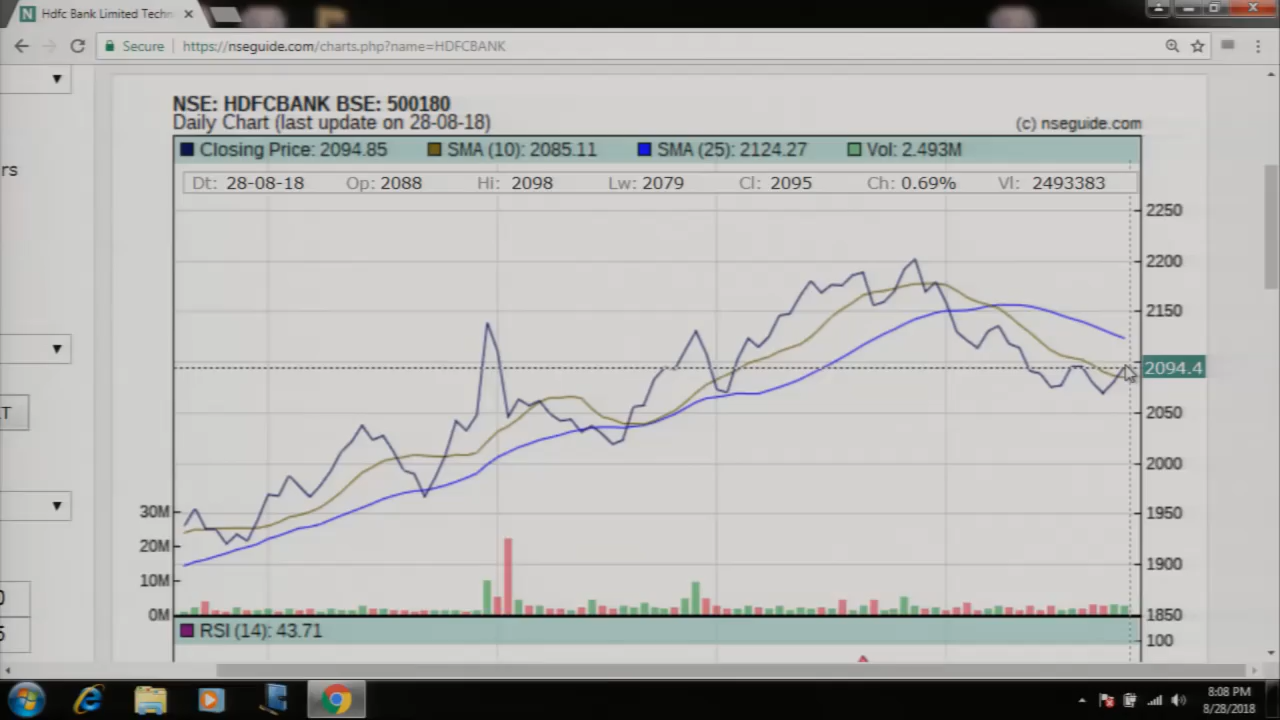 Hdfc Bank Limited Techn
Secure https://nseguide.com/charts.php?name=HDFCBANK
rs
T
0
5
NSE: HDFCBANK BSE: 500180
Daily Chart (last update on 28-08-18)
(c) nseguide.com
Closing Price: 2094.85 SMA (10): 2085.11 SMA (25): 2124.27 Vol: 2.493M
Dt: 28-08-18 Op: 2088 Hi: 2098 Lw: 2079 Cl: 2095 Ch: 0.69% Vl: 2493383
2250
2200
2150
2094.4
2050
2000
1950
1900
1850
30M
20M
10M
0M
RSI (14): 43.71
100
8:08 PM
8/28/2018